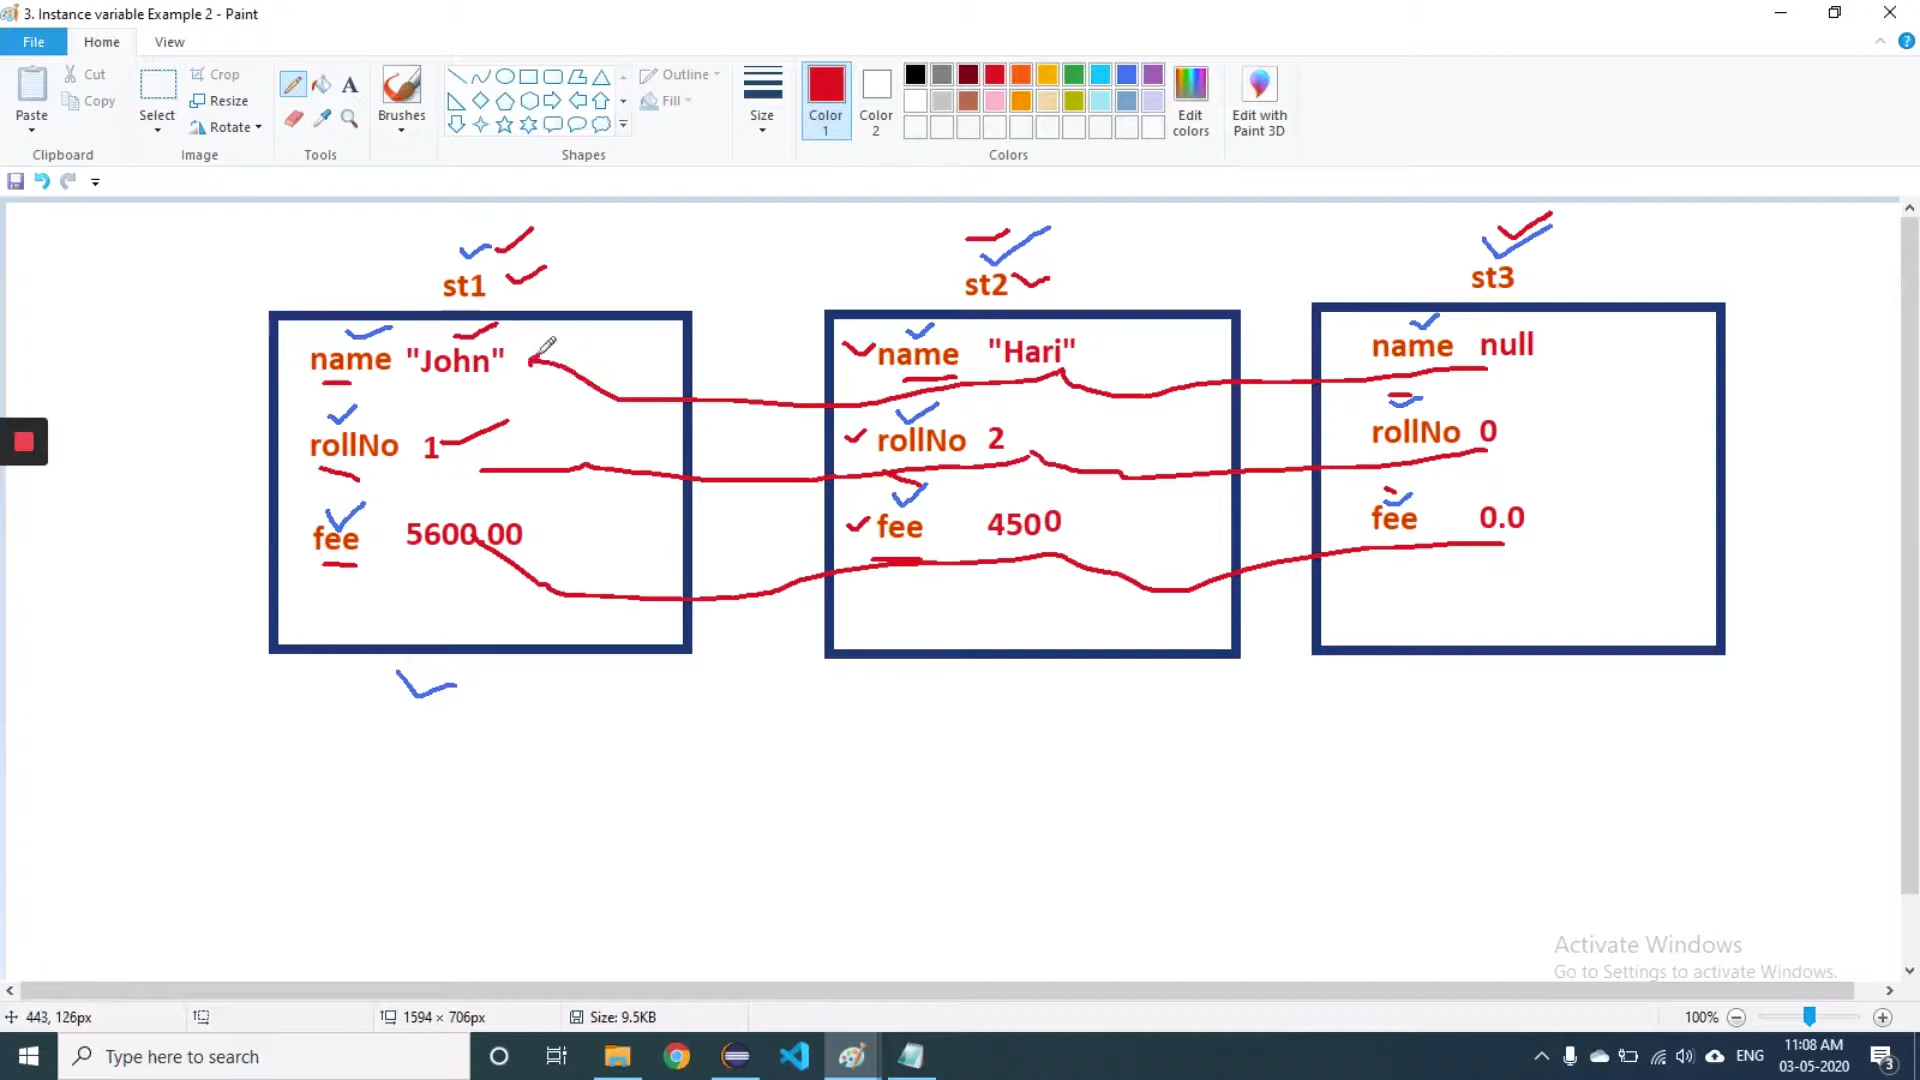 3. Instance variable Example 2 - Paint
File Home View
Paste Cut Copy
Clipboard
Select Crop Resize Rotate
Image
A
Tools
Brushes
Outline Fill
Shapes
Size
Color 1
Color 2
Edit colors
Colors
Edit with Paint 3D
?
st1 st2 st3
name "John" name "Hari" name null
rollNo 1 rollNo 2 rollNo 0
fee 5600.00 fee 4500 fee 0.0
Activate Windows
Go to Settings to activate Windows.
443, 126px 1594 × 706px Size: 9.5KB 100%
Type here to search
ENG 11:08 AM
03-05-2020 3